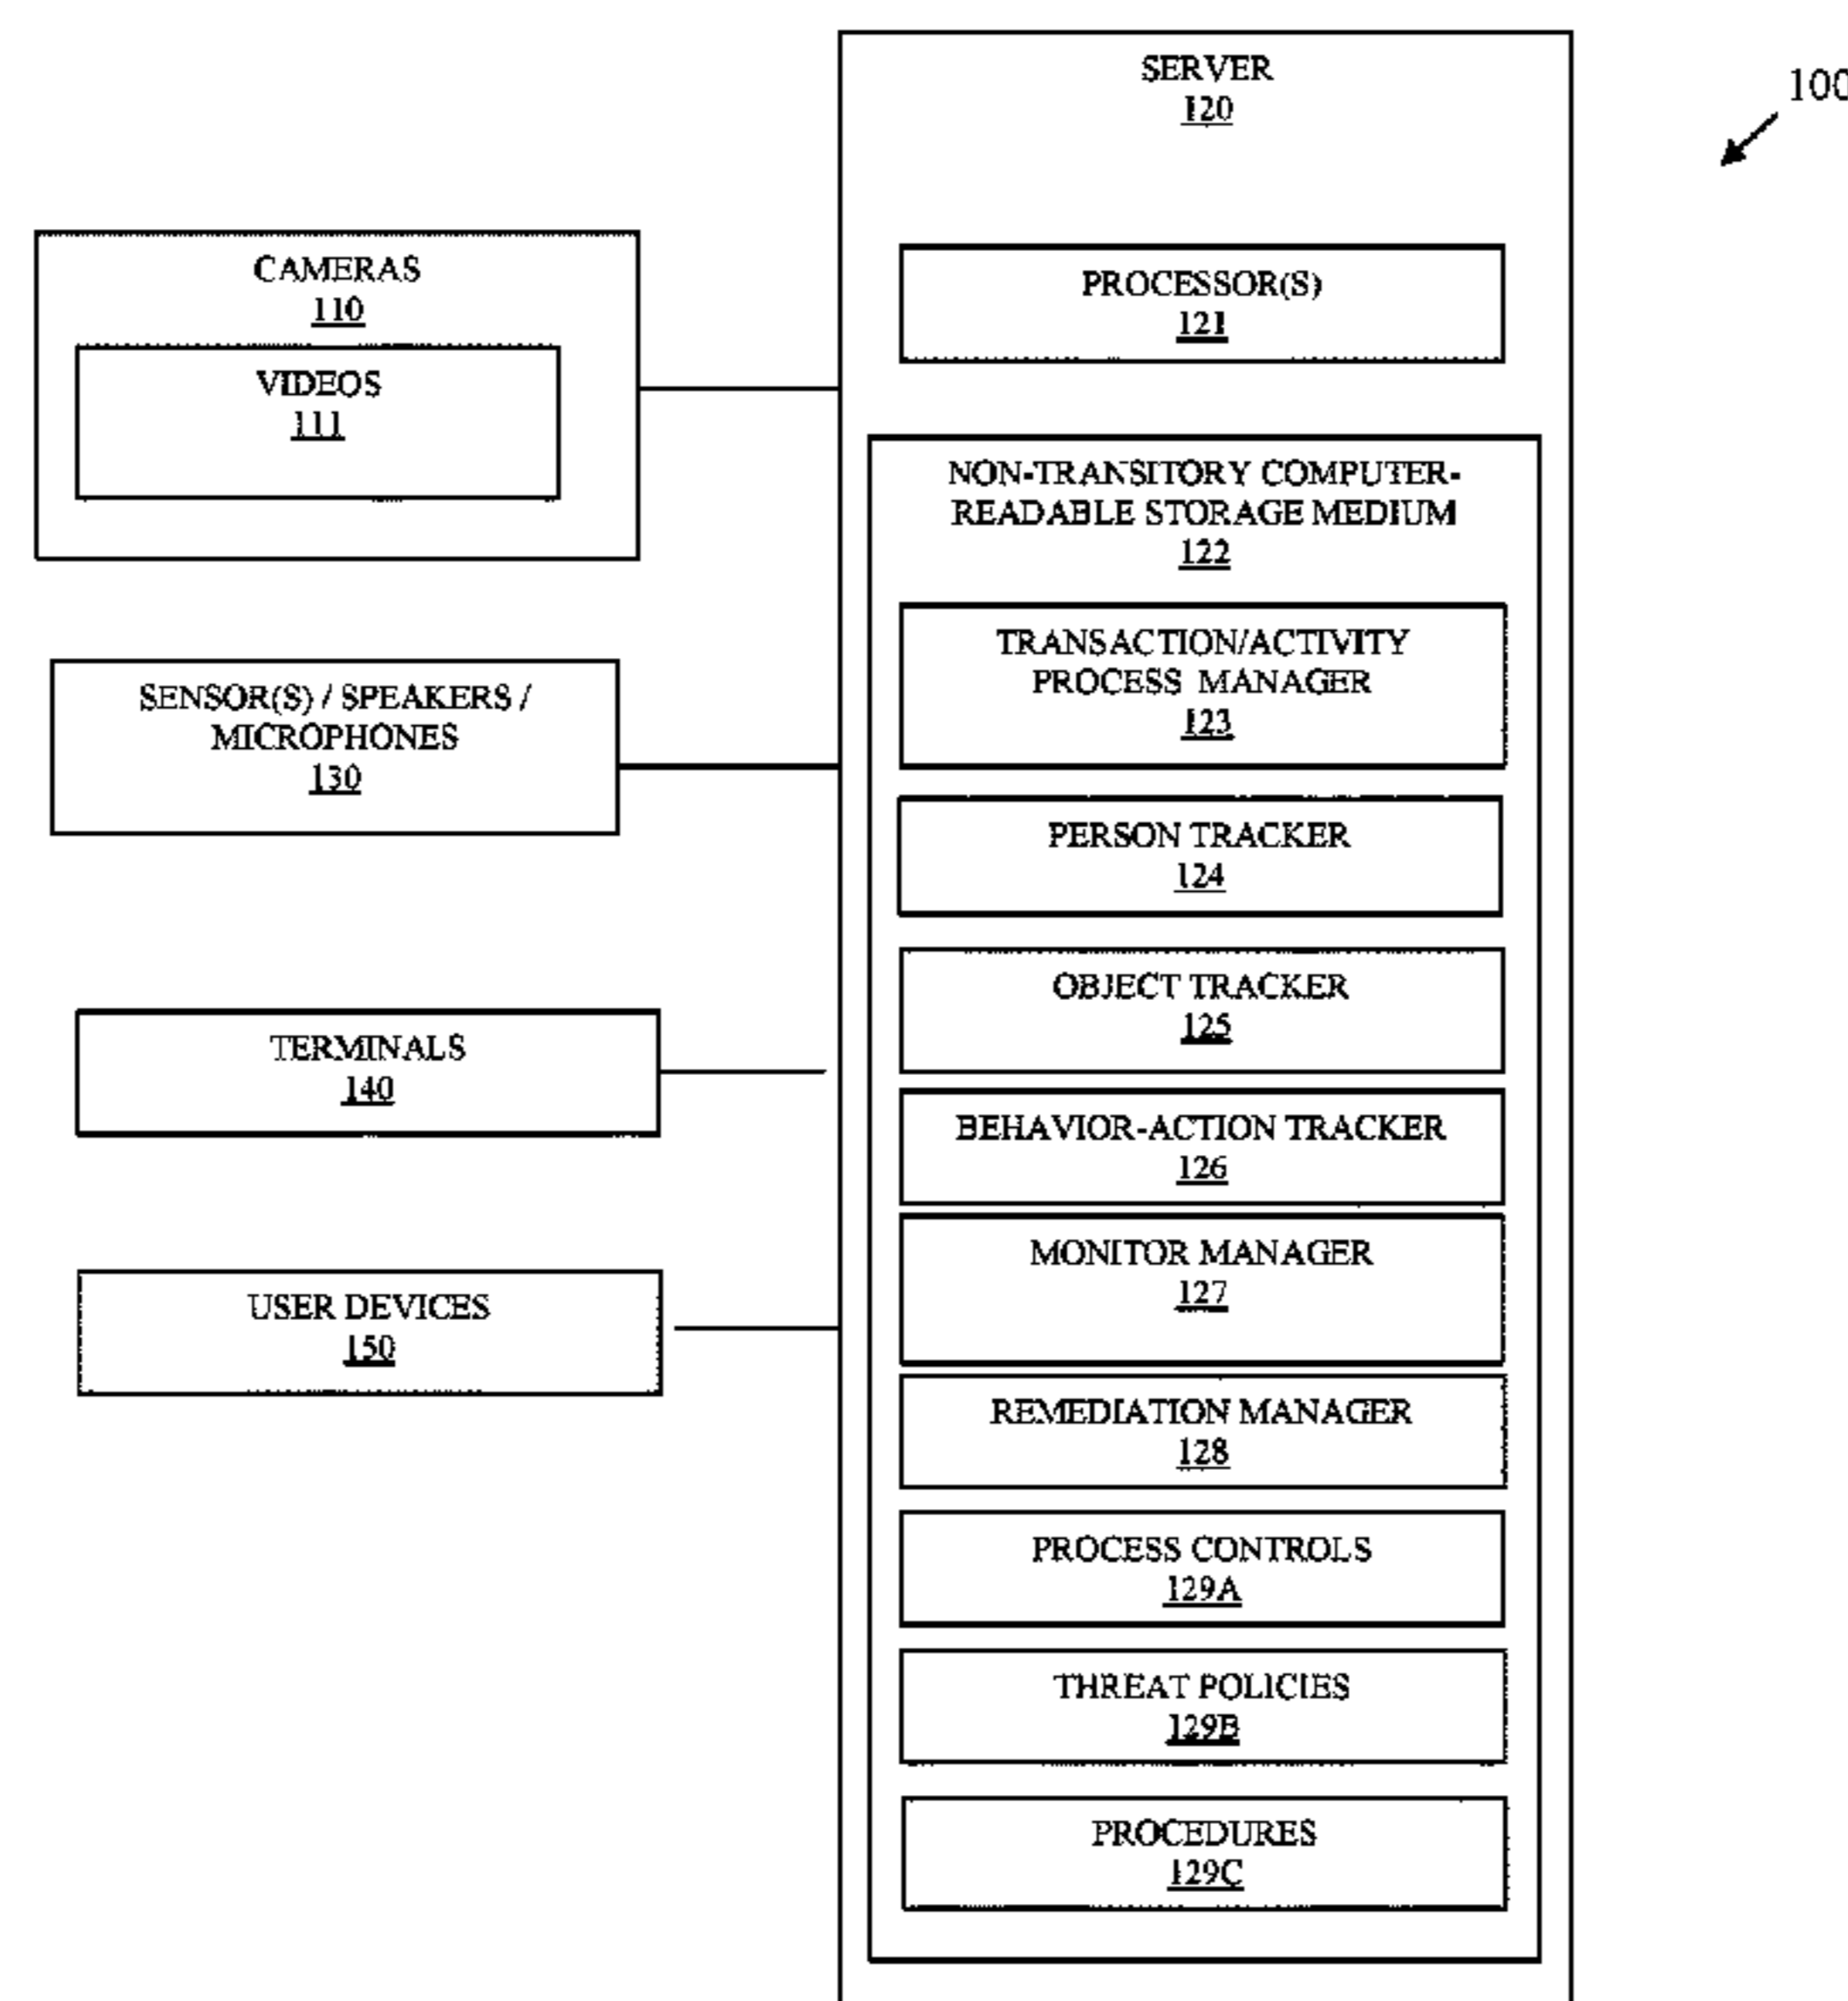 SERVER
120
100
CAMERAS
110
VIDEOS
111
SENSOR(S) / SPEAKERS /
MICROPHONES
130
TERMINALS
140
USER DEVICES
150
PROCESSOR(S)
121
NON-TRANSITORY COMPUTER-
READABLE STORAGE MEDIUM
122
TRANSACTION/ACTIVITY
PROCESS MANAGER
123
PERSON TRACKER
124
OBJECT TRACKER
125
BEHAVIOR-ACTION TRACKER
126
MONITOR MANAGER
127
REMEDIATION MANAGER
128
PROCESS CONTROLS
129A
THREAT POLICIES
129B
PROCEDURES
129C